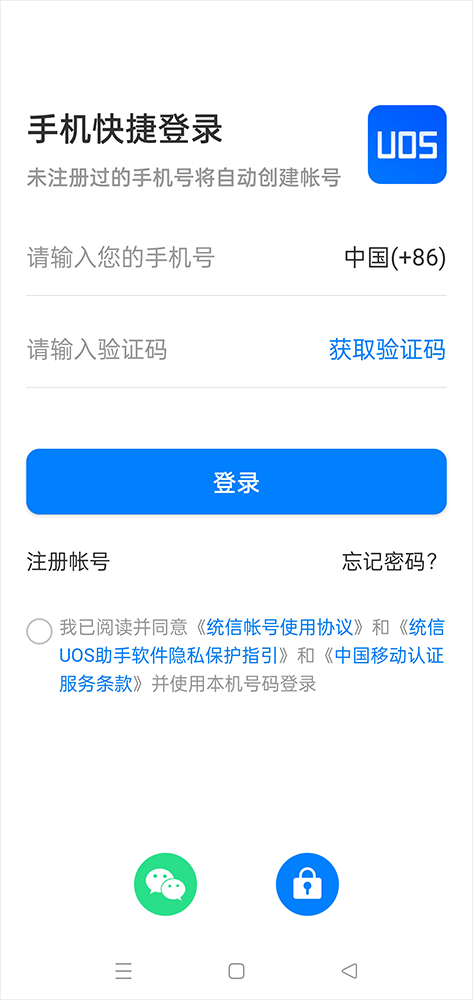 手机快捷登录
UOS
未注册过的手机号将自动创建帐号
请输入您的手机号
中国(+86)
请输入验证码
获取验证码
登录
注册帐号
忘记密码？
我已阅读并同意《统信帐号使用协议》和《统信
UOS助手软件隐私保护指引》和《中国移动认证
服务条款》并使用本机号码登录